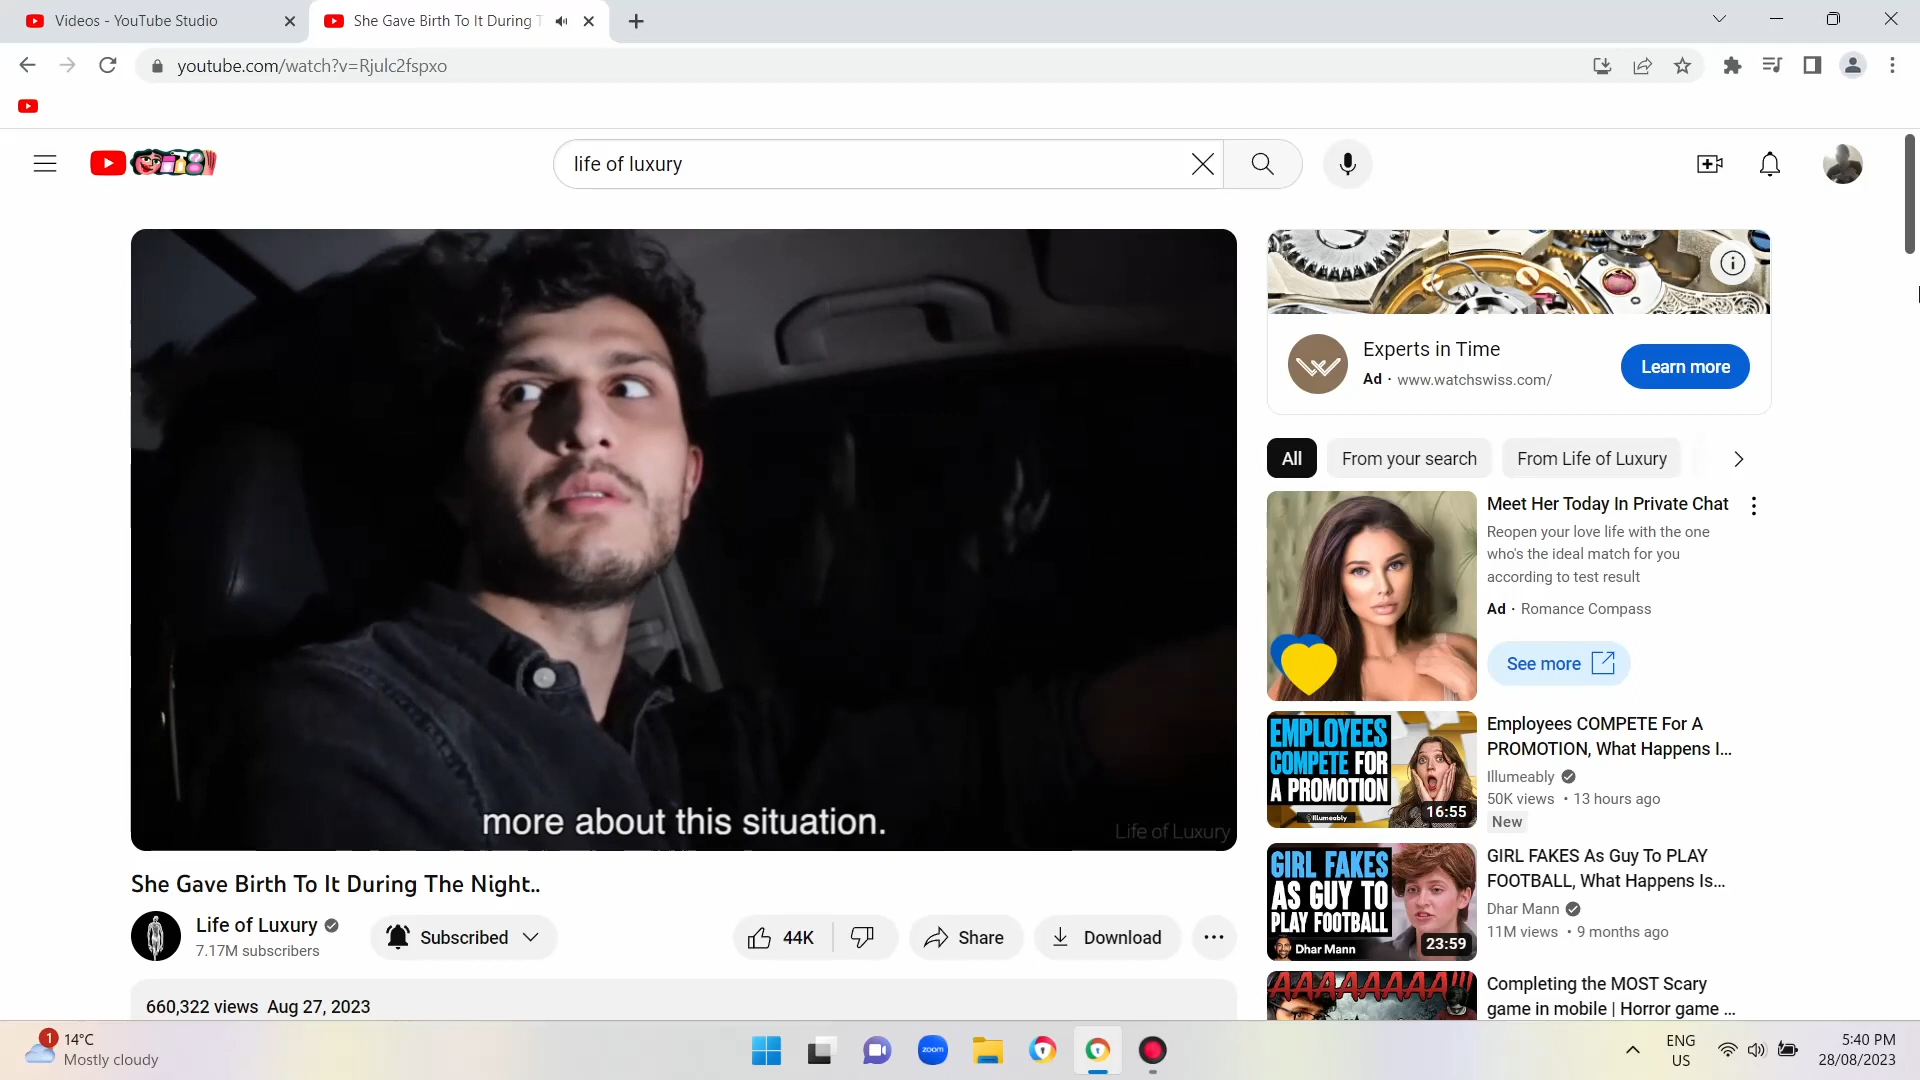 Videos - YouTube Studio
She Gave Birth To It During T
youtube.com/watch?v=Rjulc2fspxo
life of luxury
more about this situation.
Life of Luxury
She Gave Birth To It During The Night..
Life of Luxury
7.17M subscribers
Subscribed
44K
Share
Download
660,322 views Aug 27, 2023
Experts in Time
Ad · www.watchswiss.com/
Learn more
All
From your search
From Life of Luxury
Meet Her Today In Private Chat
Reopen your love life with the one
who's the ideal match for you
according to test result
Ad · Romance Compass
See more
EMPLOYEES
COMPETE FOR
A PROMOTION
Illumeably
16:55
Employees COMPETE For A
PROMOTION, What Happens I...
Illumeably
50K views • 13 hours ago
New
GIRL FAKES
AS GUY TO
PLAY FOOTBALL
Dhar Mann
23:59
GIRL FAKES As Guy To PLAY
FOOTBALL, What Happens Is...
Dhar Mann
11M views • 9 months ago
AAAAAAAA!!!
Completing the MOST Scary
game in mobile | Horror game ...
1
14°C
Mostly cloudy
zoom
ENG
US
5:40 PM
28/08/2023